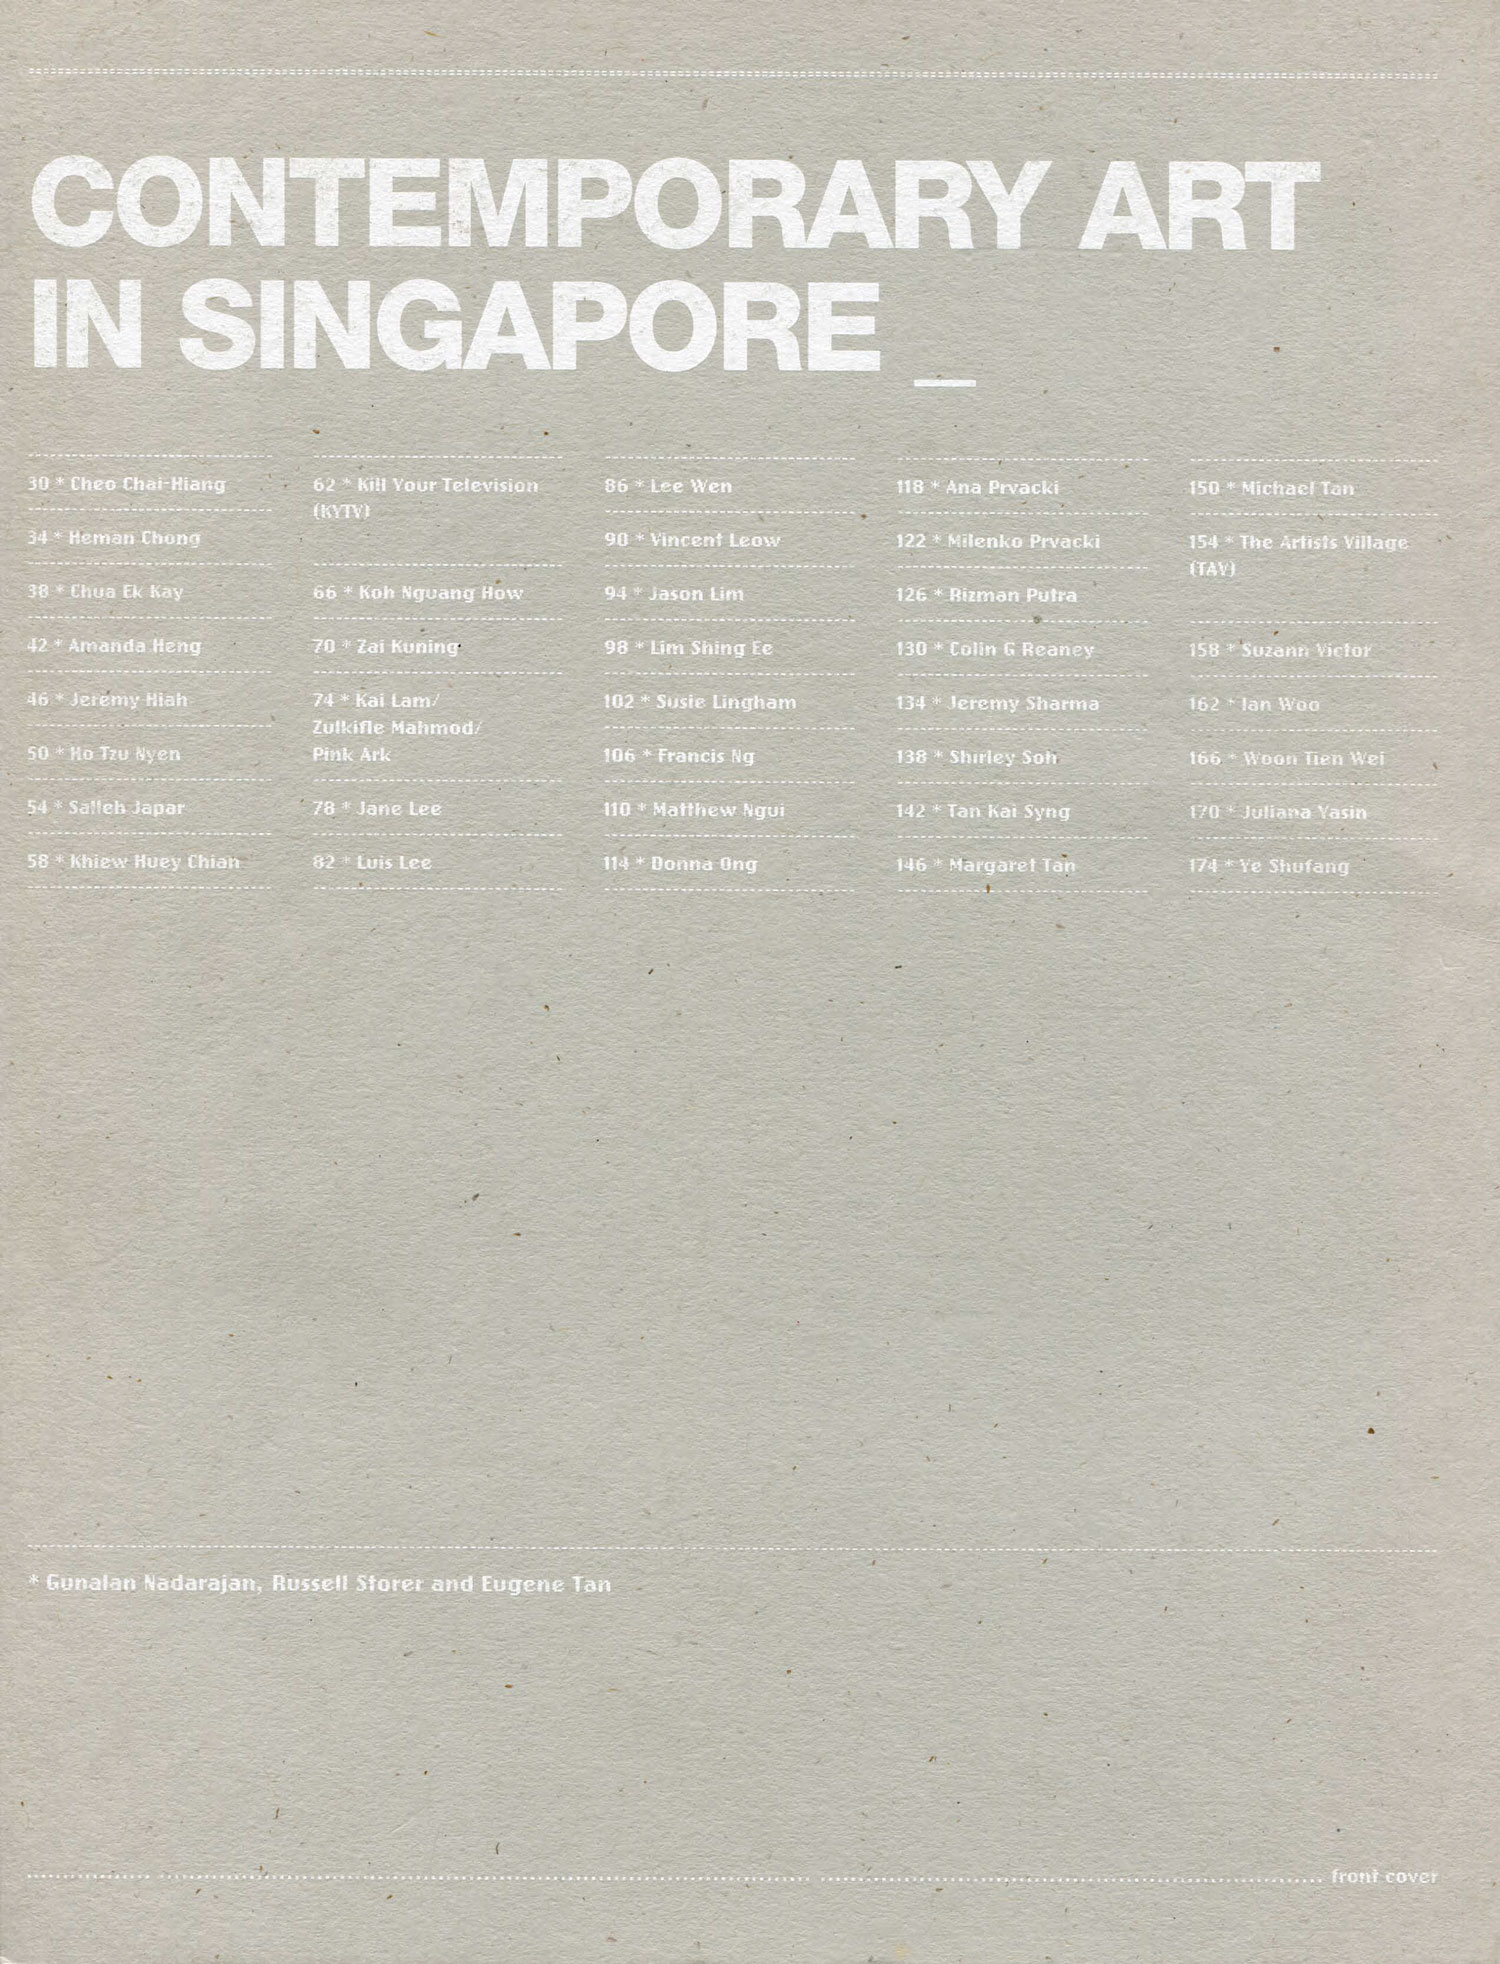 CONTEMPORARY ART
IN SINGAPORE _
30 * Cheo Chai-Hiang
34 * Heman Chong
38 * Chua Ek Kay
42 * Amanda Heng
46 * Jeremy Hiah
50 * Ho Tzu Nyen
54 * Salleh Japar
58 * Khiew Huey Chian
62 * Kill Your Television
(KYTV)
66 * Koh Nguang How
70 * Zai Kuning
74 * Kai Lam/
Zulkifle Mahmod/
Pink Ark
78 * Jane Lee
82 * Luis Lee
86 * Lee Wen
90 * Vincent Leow
94 * Jason Lim
98 * Lim Shing Ee
102 * Susie Lingham
106 * Francis Ng
110 * Matthew Ngui
114 * Donna Ong
118 * Ana Prvacki
122 * Milenko Prvacki
126 * Rizman Putra
130 * Colin G Reaney
134 * Jeremy Sharma
138 * Shirley Soh
142 * Tan Kai Syng
146 * Margaret Tan
150 * Michael Tan
154 * The Artists Village
(TAV)
158 * Suzann Victor
162 * Ian Woo
166 * Woon Tien Wei
170 * Juliana Yasin
174 * Ye Shufang
* Gunalan Nadarajan, Russell Storer and Eugene Tan
front cover